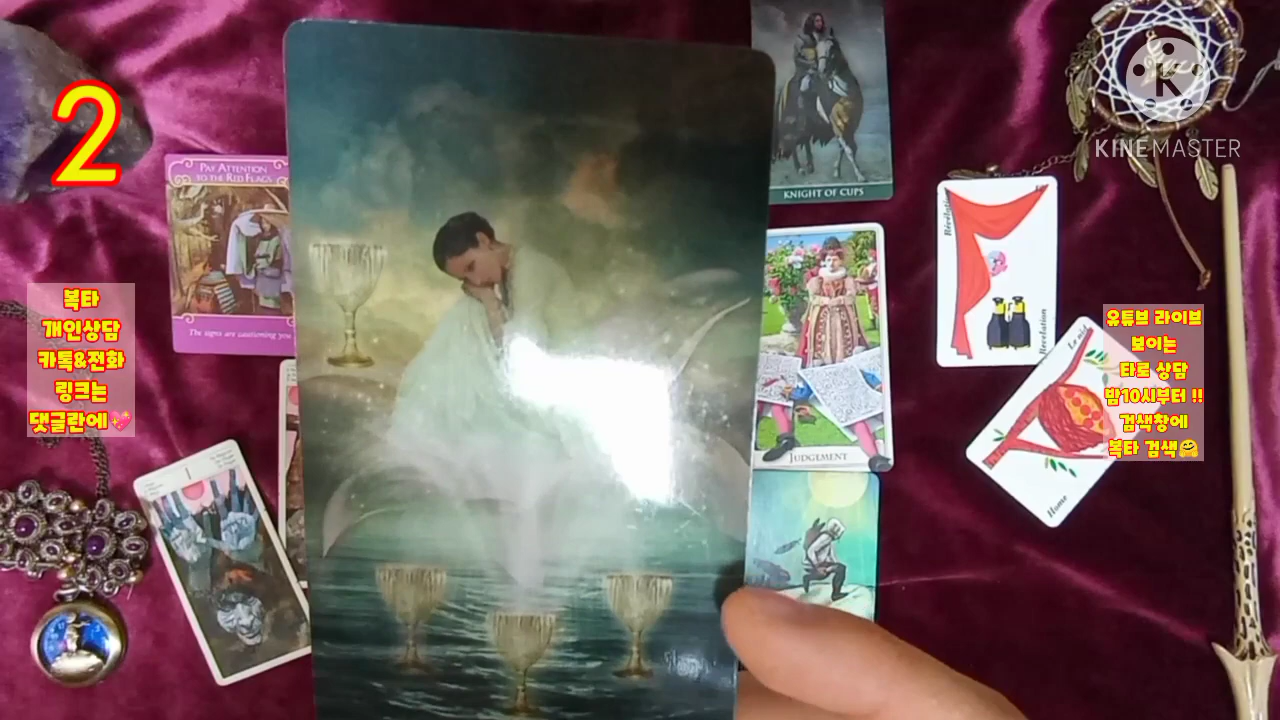 2
PAY ATTENTION
TO THE RED FLAGS
The signs are cautioning you
KNIGHT OF CUPS
K
KINEMASTER
Révélation
Revelation
복타
개인상담
카톡&전화
링크는
댓글란에💖
유튜브 라이브
보이는
타로 상담
밤10시부터 !!
검색창에
복타 검색🤗
JUDGEMENT
Le nid
Home
I